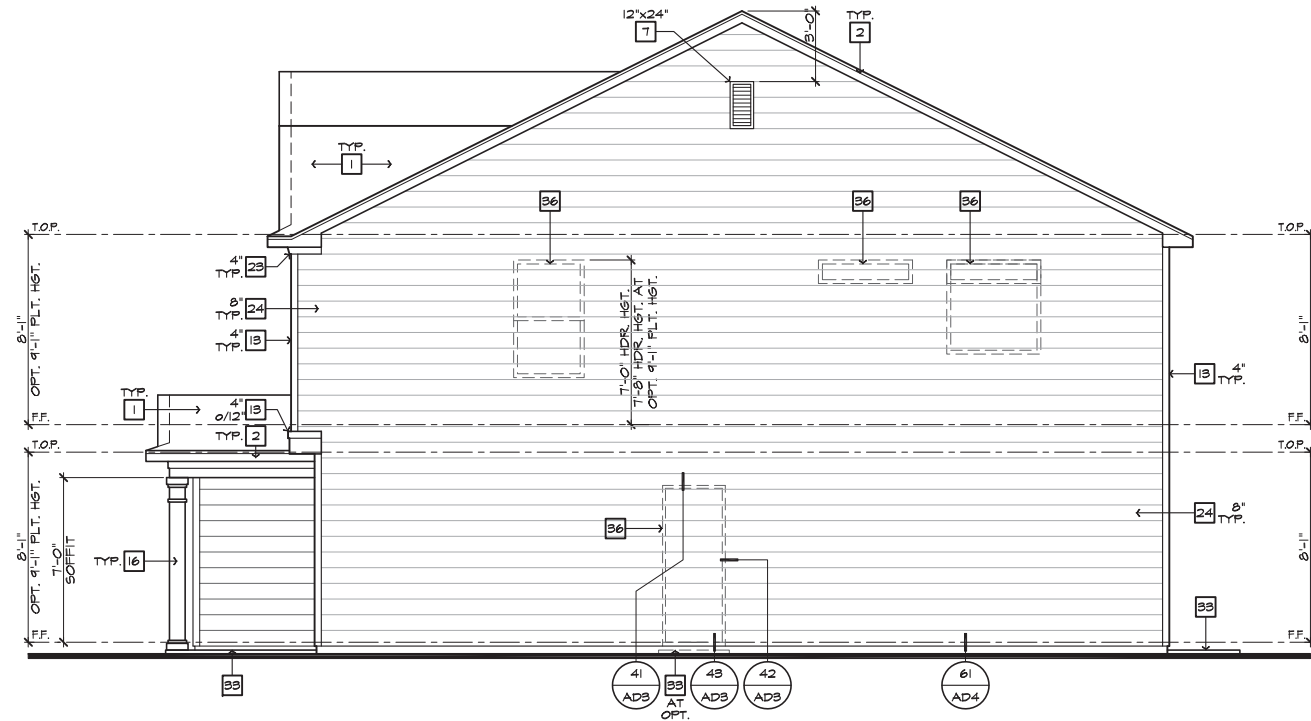 12"x24"
7
3'-0"
TYP.
2
TYP.
1
36
36
36
T.O.P.
T.O.P.
4"
TYP.
23
8"
TYP.
24
4"
TYP.
13
8'-1"
OPT. 9'-1" PLT. HGT.
7'-0" HDR. HGT.
7'-8" HDR. HGT. AT
OPT. 9'-1" PLT. HGT.
8'-1"
13
4"
TYP.
TYP.
1
4"
0/12"
13
TYP.
2
F.F.
F.F.
T.O.P.
T.O.P.
8'-1"
OPT. 9'-1" PLT. HGT.
7'-0"
SOFFIT
TYP.
16
36
24
8"
TYP.
8'-1"
33
F.F.
F.F.
33
41
AD3
33
AT
OPT.
43
AD3
42
AD3
61
AD4